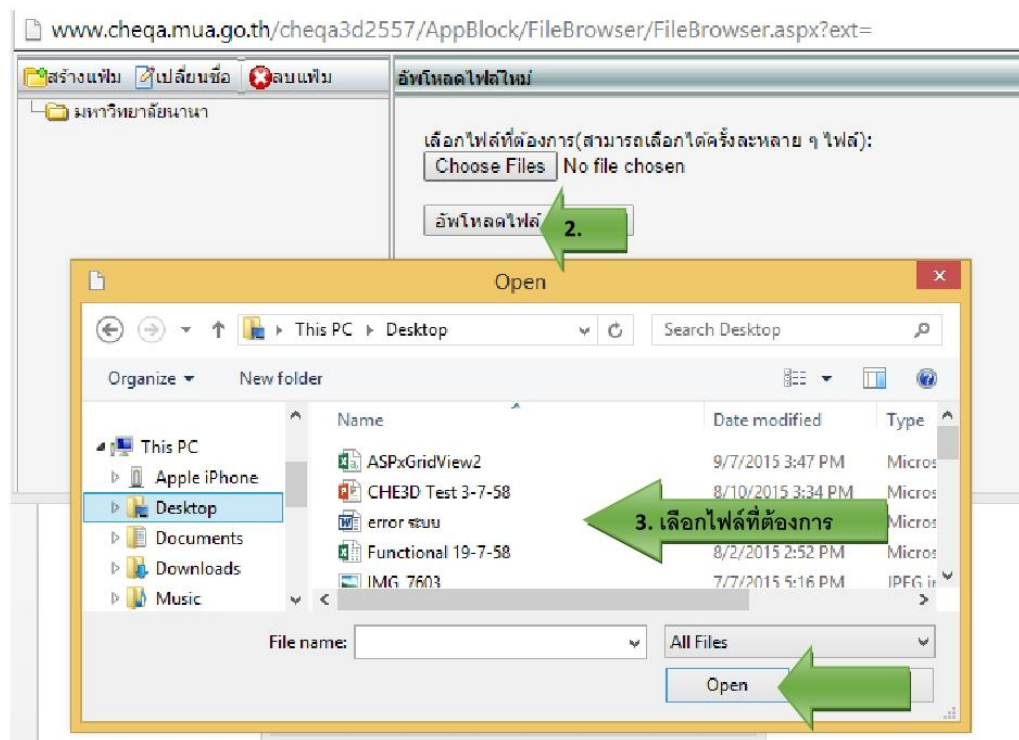 www.cheqa.mua.go.th/cheqa3d2557/AppBlock/FileBrowser/FileBrowser.aspx?ext=
สร้างแฟ้ม เปลี่ยนชื่อ ลบแฟ้ม
อัพโหลดไฟล์ใหม่
มหาวิทยาลัยนานา
เลือกไฟล์ที่ต้องการ(สามารถเลือกได้ครั้งละหลาย ๆ ไฟล์):
Choose Files No file chosen
อัพโหลดไฟล์ 2.
Open
This PC Desktop Search Desktop
Organize New folder
Name Date modified Type
This PC
Apple iPhone
Desktop
Documents
Downloads
Music
ASPxGridView2 9/7/2015 3:47 PM Micros
CHE3D Test 3-7-58 8/10/2015 3:34 PM Micros
error ระบบ Micros
3. เลือกไฟล์ที่ต้องการ
Functional 19-7-58 8/2/2015 2:52 PM Micros
IMG_7603 7/7/2015 5:16 PM JPEG
File name: All Files
Open